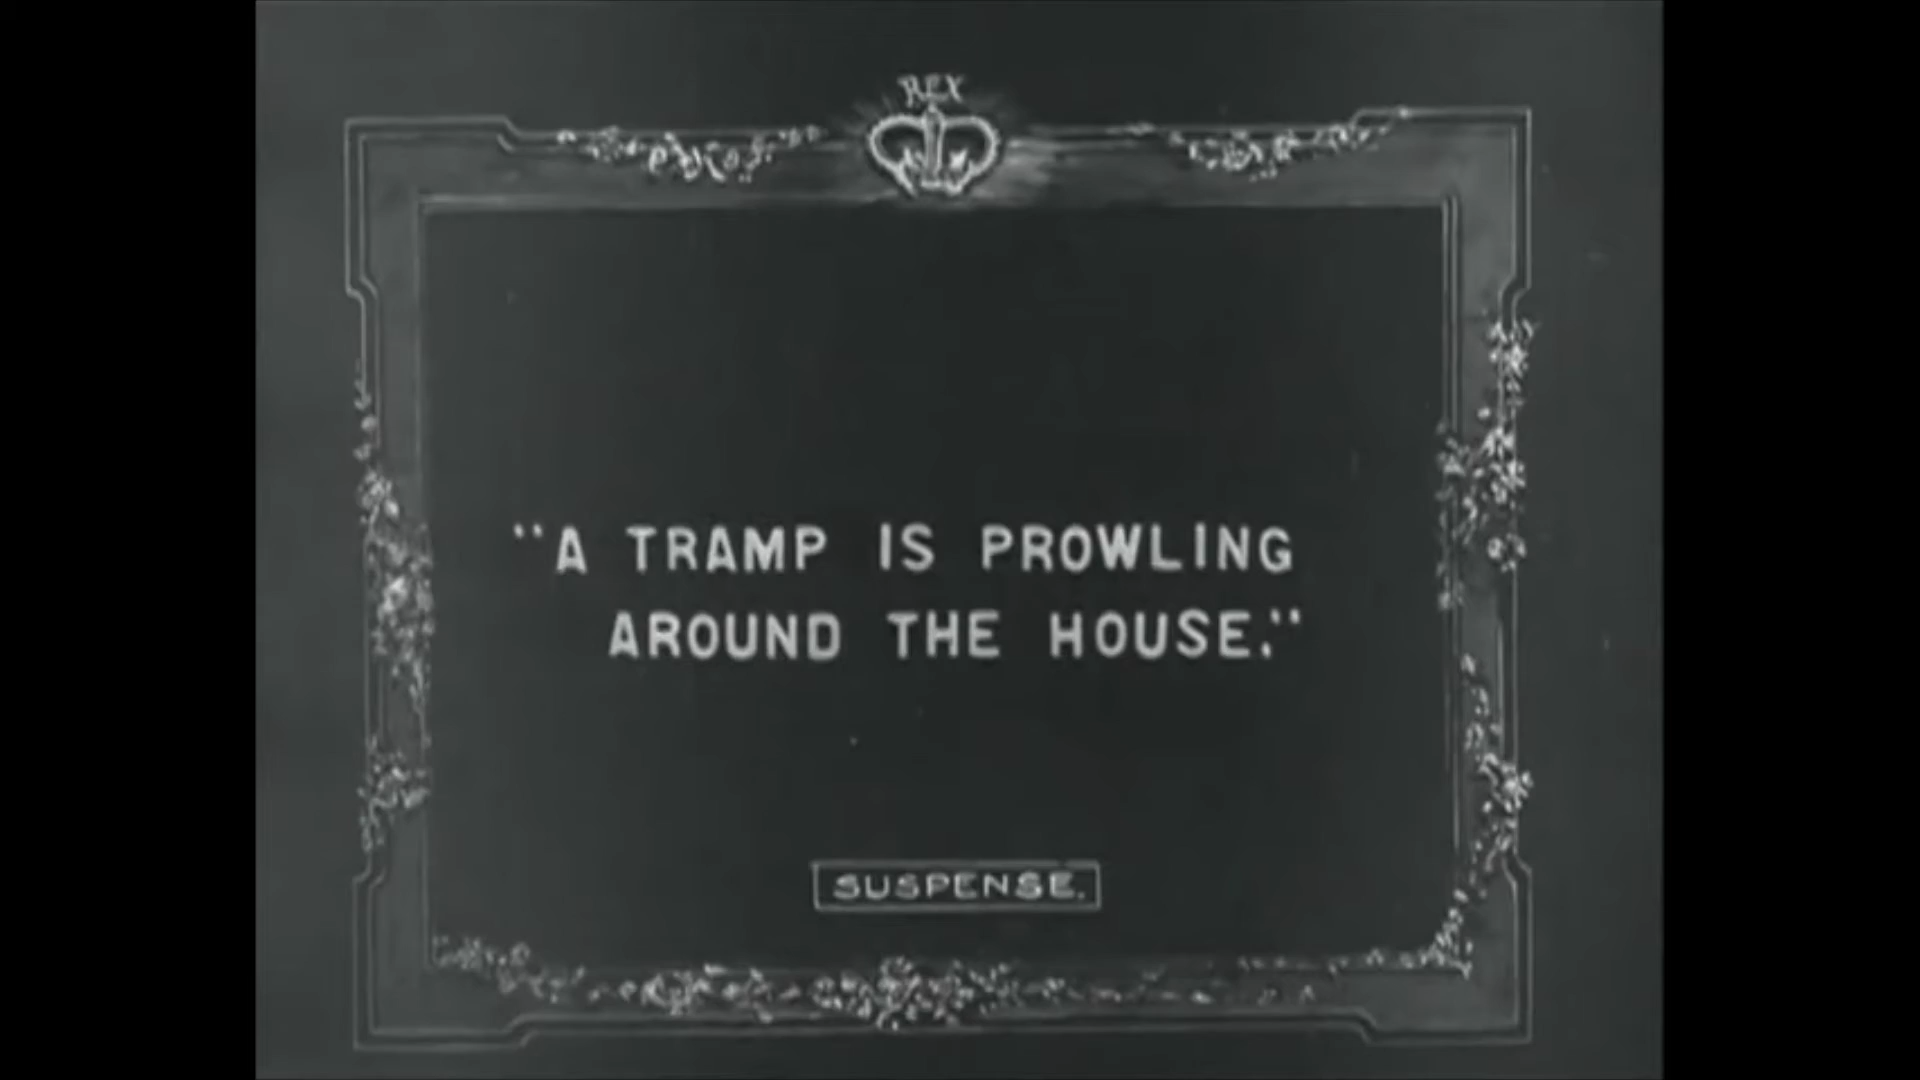 REX
"A TRAMP IS PROWLING
AROUND THE HOUSE."
SUSPENSE.